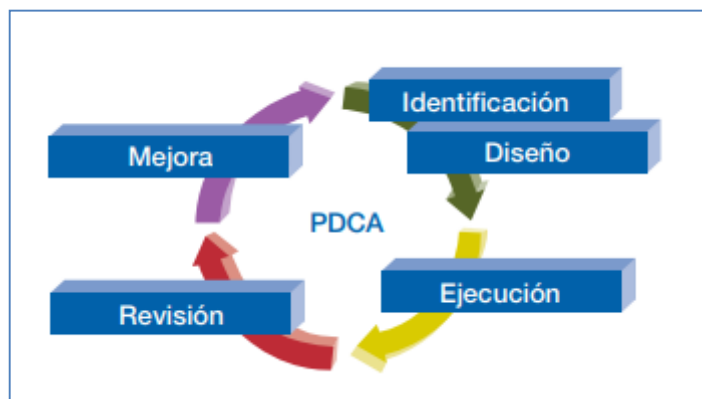 Identificación
Diseño
Mejora
PDCA
Ejecución
Revisión